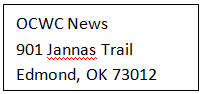 OCWC News
901 Jannas Trail
Edmond, OK 73012